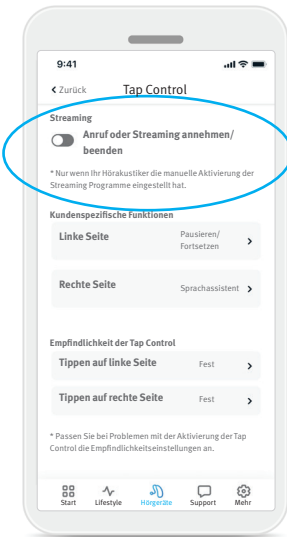 9:41
Zurück Tap Control
Streaming
Anruf oder Streaming annehmen/
beenden
* Nur wenn Ihr Hörakustiker die manuelle Aktivierung der
Streaming Programme eingestellt hat.
Kundenspezifische Funktionen
Linke Seite Pausieren/
Fortsetzen
Rechte Seite Sprachassistent
Empfindlichkeit der Tap Control
Tippen auf linke Seite Fest
Tippen auf rechte Seite Fest
* Passen Sie bei Problemen mit der Aktivierung der Tap
Control die Empfindlichkeitseinstellungen an.
Start Lifestyle Hörgeräte Support Mehr